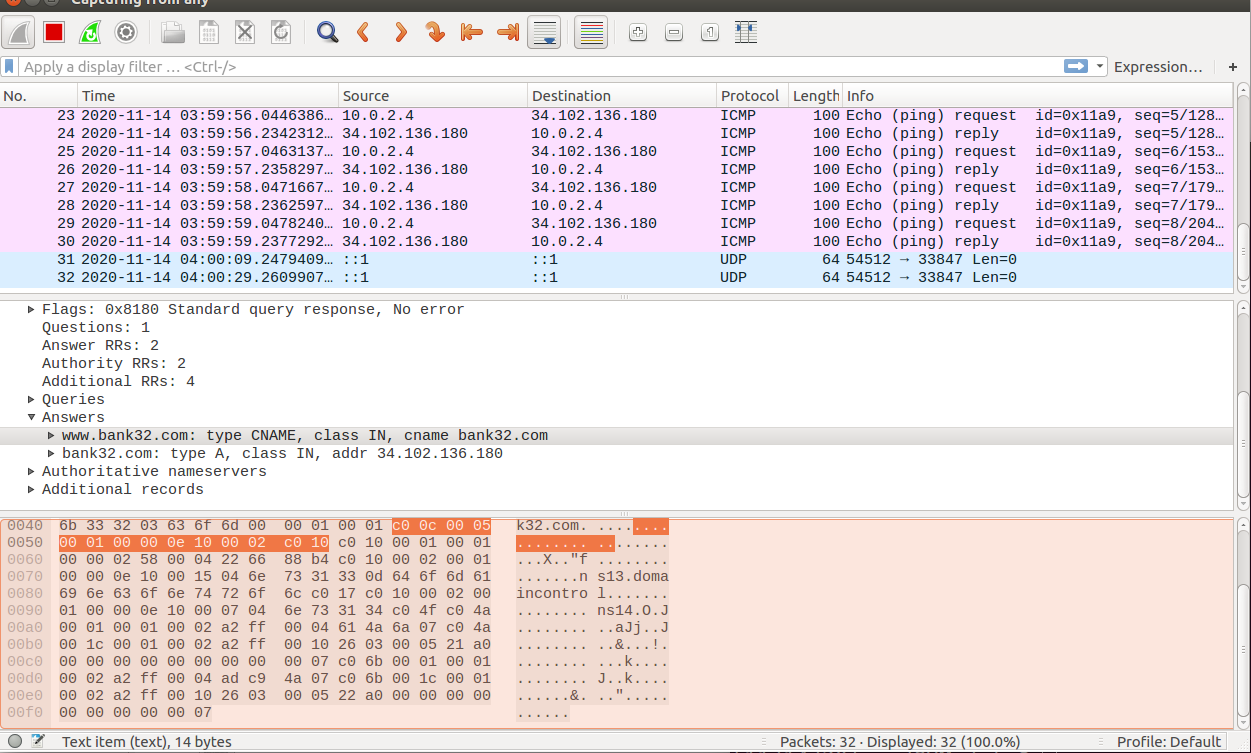 Capturing from any
Apply a display filter … <Ctrl-/>
Expression…
+
No. Time Source Destination Protocol Length Info
23 2020-11-14 03:59:56.0446386… 10.0.2.4 34.102.136.180 ICMP 100 Echo (ping) request id=0x11a9, seq=5/128…
24 2020-11-14 03:59:56.2342312… 34.102.136.180 10.0.2.4 ICMP 100 Echo (ping) reply id=0x11a9, seq=5/128…
25 2020-11-14 03:59:57.0463137… 10.0.2.4 34.102.136.180 ICMP 100 Echo (ping) request id=0x11a9, seq=6/153…
26 2020-11-14 03:59:57.2358297… 34.102.136.180 10.0.2.4 ICMP 100 Echo (ping) reply id=0x11a9, seq=6/153…
27 2020-11-14 03:59:58.0471667… 10.0.2.4 34.102.136.180 ICMP 100 Echo (ping) request id=0x11a9, seq=7/179…
28 2020-11-14 03:59:58.2362597… 34.102.136.180 10.0.2.4 ICMP 100 Echo (ping) reply id=0x11a9, seq=7/179…
29 2020-11-14 03:59:59.0478240… 10.0.2.4 34.102.136.180 ICMP 100 Echo (ping) request id=0x11a9, seq=8/204…
30 2020-11-14 03:59:59.2377292… 34.102.136.180 10.0.2.4 ICMP 100 Echo (ping) reply id=0x11a9, seq=8/204…
31 2020-11-14 04:00:09.2479409… ::1 ::1 UDP 64 54512 → 33847 Len=0
32 2020-11-14 04:00:29.2609907… ::1 ::1 UDP 64 54512 → 33847 Len=0
Flags: 0x8180 Standard query response, No error
Questions: 1
Answer RRs: 2
Authority RRs: 2
Additional RRs: 4
Queries
Answers
www.bank32.com: type CNAME, class IN, cname bank32.com
bank32.com: type A, class IN, addr 34.102.136.180
Authoritative nameservers
Additional records
0040 6b 33 32 03 63 6f 6d 00 00 01 00 01 c0 0c 00 05 k32.com. ........
0050 00 01 00 00 0e 10 00 02 c0 10 c0 10 00 01 00 01 ........ ........
0060 00 00 02 58 00 04 22 66 88 b4 c0 10 00 02 00 01 ...X.."f ........
0070 00 00 0e 10 00 15 04 6e 73 31 33 0d 64 6f 6d 61 .......n s13.doma
0080 69 6e 63 6f 6e 74 72 6f 6c c0 17 c0 10 00 02 00 incontro l.......
0090 01 00 00 0e 10 00 07 04 6e 73 31 34 c0 4f c0 4a ........ ns14.O.J
00a0 00 01 00 01 00 02 a2 ff 00 04 61 4a 6a 07 c0 4a ........ ..aJj..J
00b0 00 1c 00 01 00 02 a2 ff 00 10 26 03 00 05 21 a0 ........ ..&...!.
00c0 00 00 00 00 00 00 00 00 00 07 c0 6b 00 01 00 01 ........ ...k....
00d0 00 02 a2 ff 00 04 ad c9 4a 07 c0 6b 00 1c 00 01 ........ J..k....
00e0 00 02 a2 ff 00 10 26 03 00 05 22 a0 00 00 00 00 ......&. ..".....
00f0 00 00 00 00 00 07 ......
Text item (text), 14 bytes
Packets: 32 · Displayed: 32 (100.0%)
Profile: Default